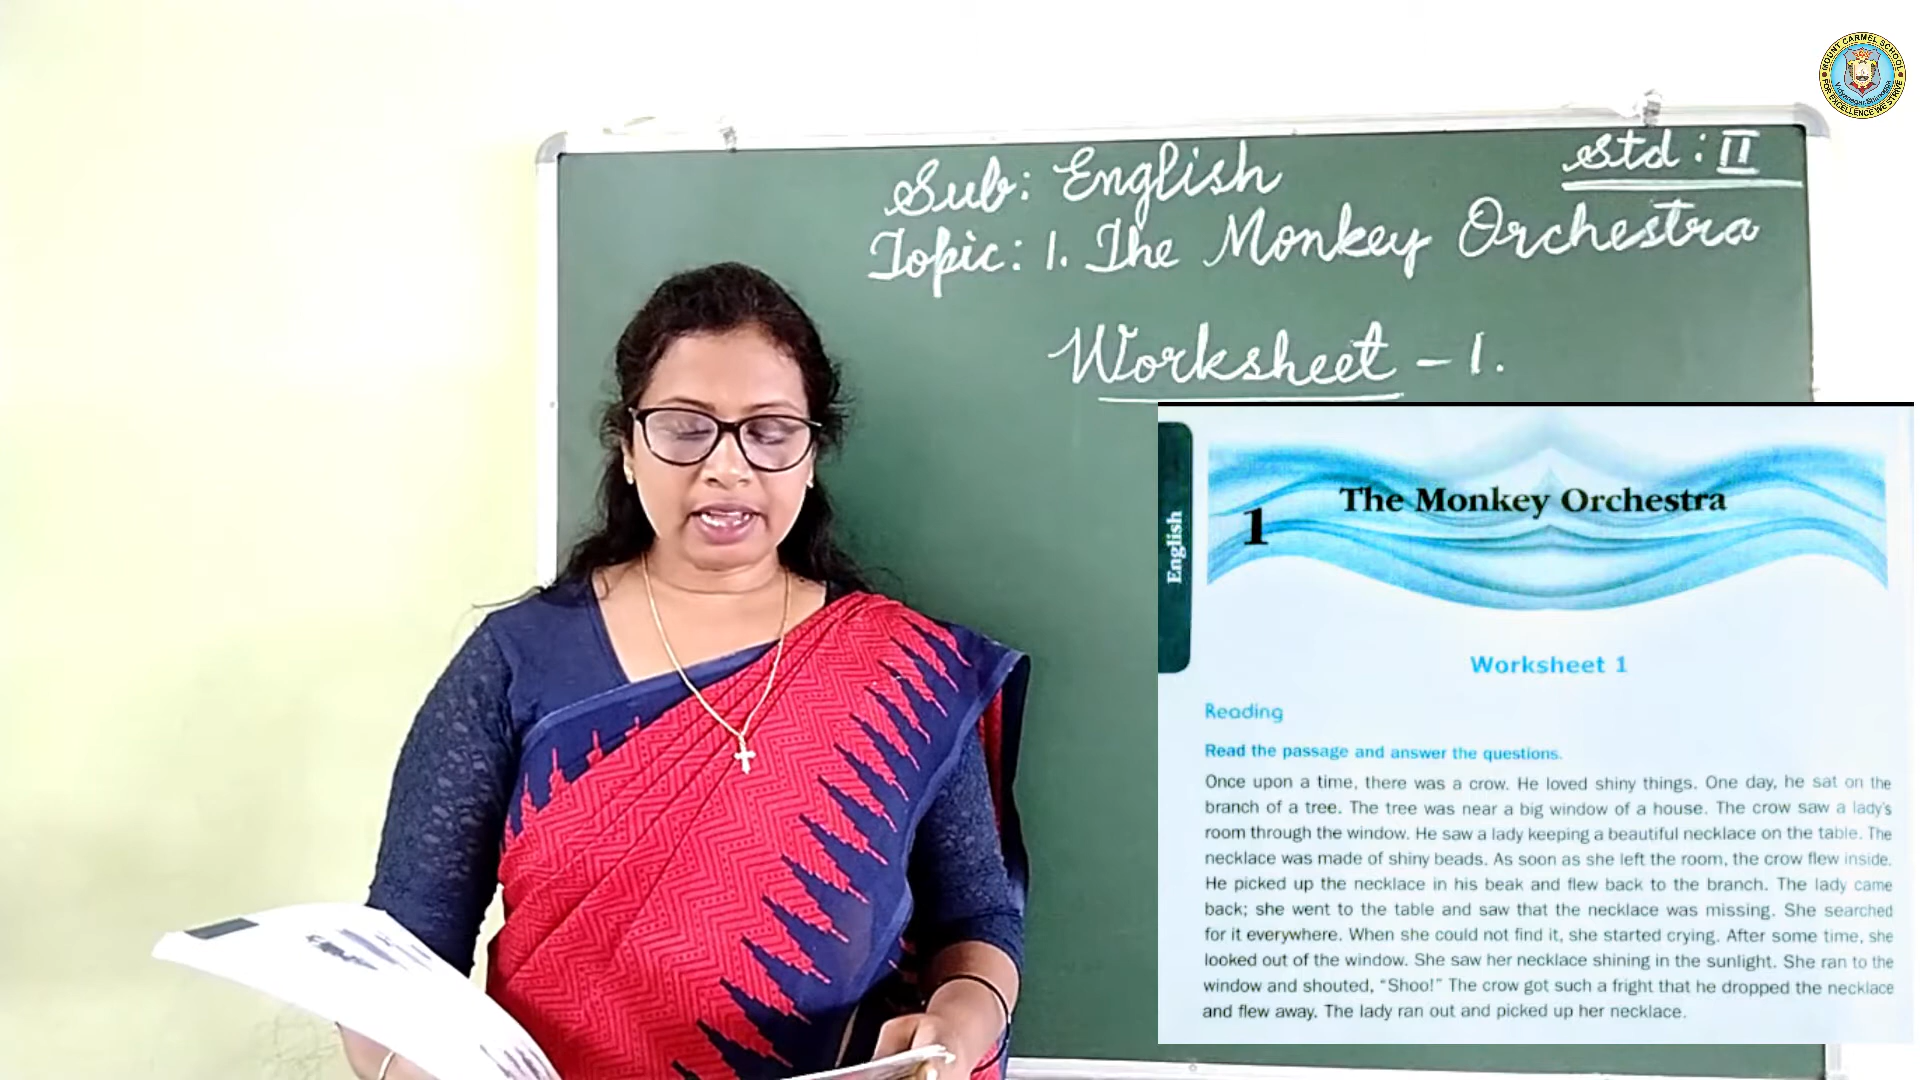 MOUNT CARMEL SCHOOL
FOR EXCELLENCE WE STRIVE
Sub: English
Std: II
Topic: 1. The Monkey Orchestra
Worksheet - 1.
English
1
The Monkey Orchestra
Worksheet 1
Reading
Read the passage and answer the questions.
Once upon a time, there was a crow. He loved shiny things. One day, he sat on the
branch of a tree. The tree was near a big window of a house. The crow saw a lady's
room through the window. He saw a lady keeping a beautiful necklace on the table. The
necklace was made of shiny beads. As soon as she left the room, the crow flew inside.
He picked up the necklace in his beak and flew back to the branch. The lady came
back; she went to the table and saw that the necklace was missing. She searched
for it everywhere. When she could not find it, she started crying. After some time, she
looked out of the window. She saw her necklace shining in the sunlight. She ran to the
window and shouted, “Shoo!” The crow got such a fright that he dropped the necklace
and flew away. The lady ran out and picked up her necklace.